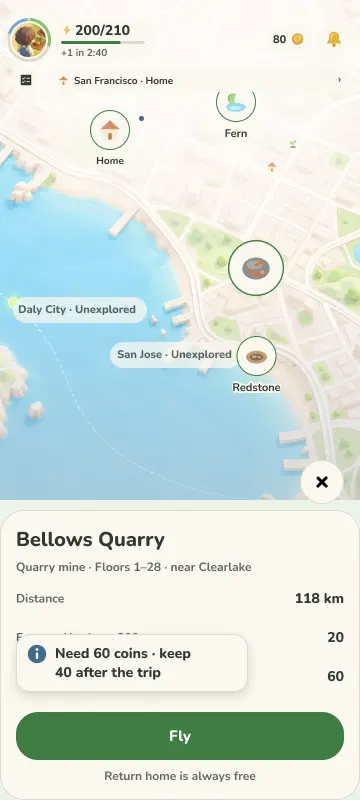 200/210
80
+1 in 2:40
San Francisco · Home ›
Fern
Home
Daly City · Unexplored
San Jose · Unexplored
Redstone
Bellows Quarry
Quarry mine · Floors 1–28 · near Clearlake
Distance 118 km
20
Need 60 coins · keep
40 after the trip
60
Fly
Return home is always free